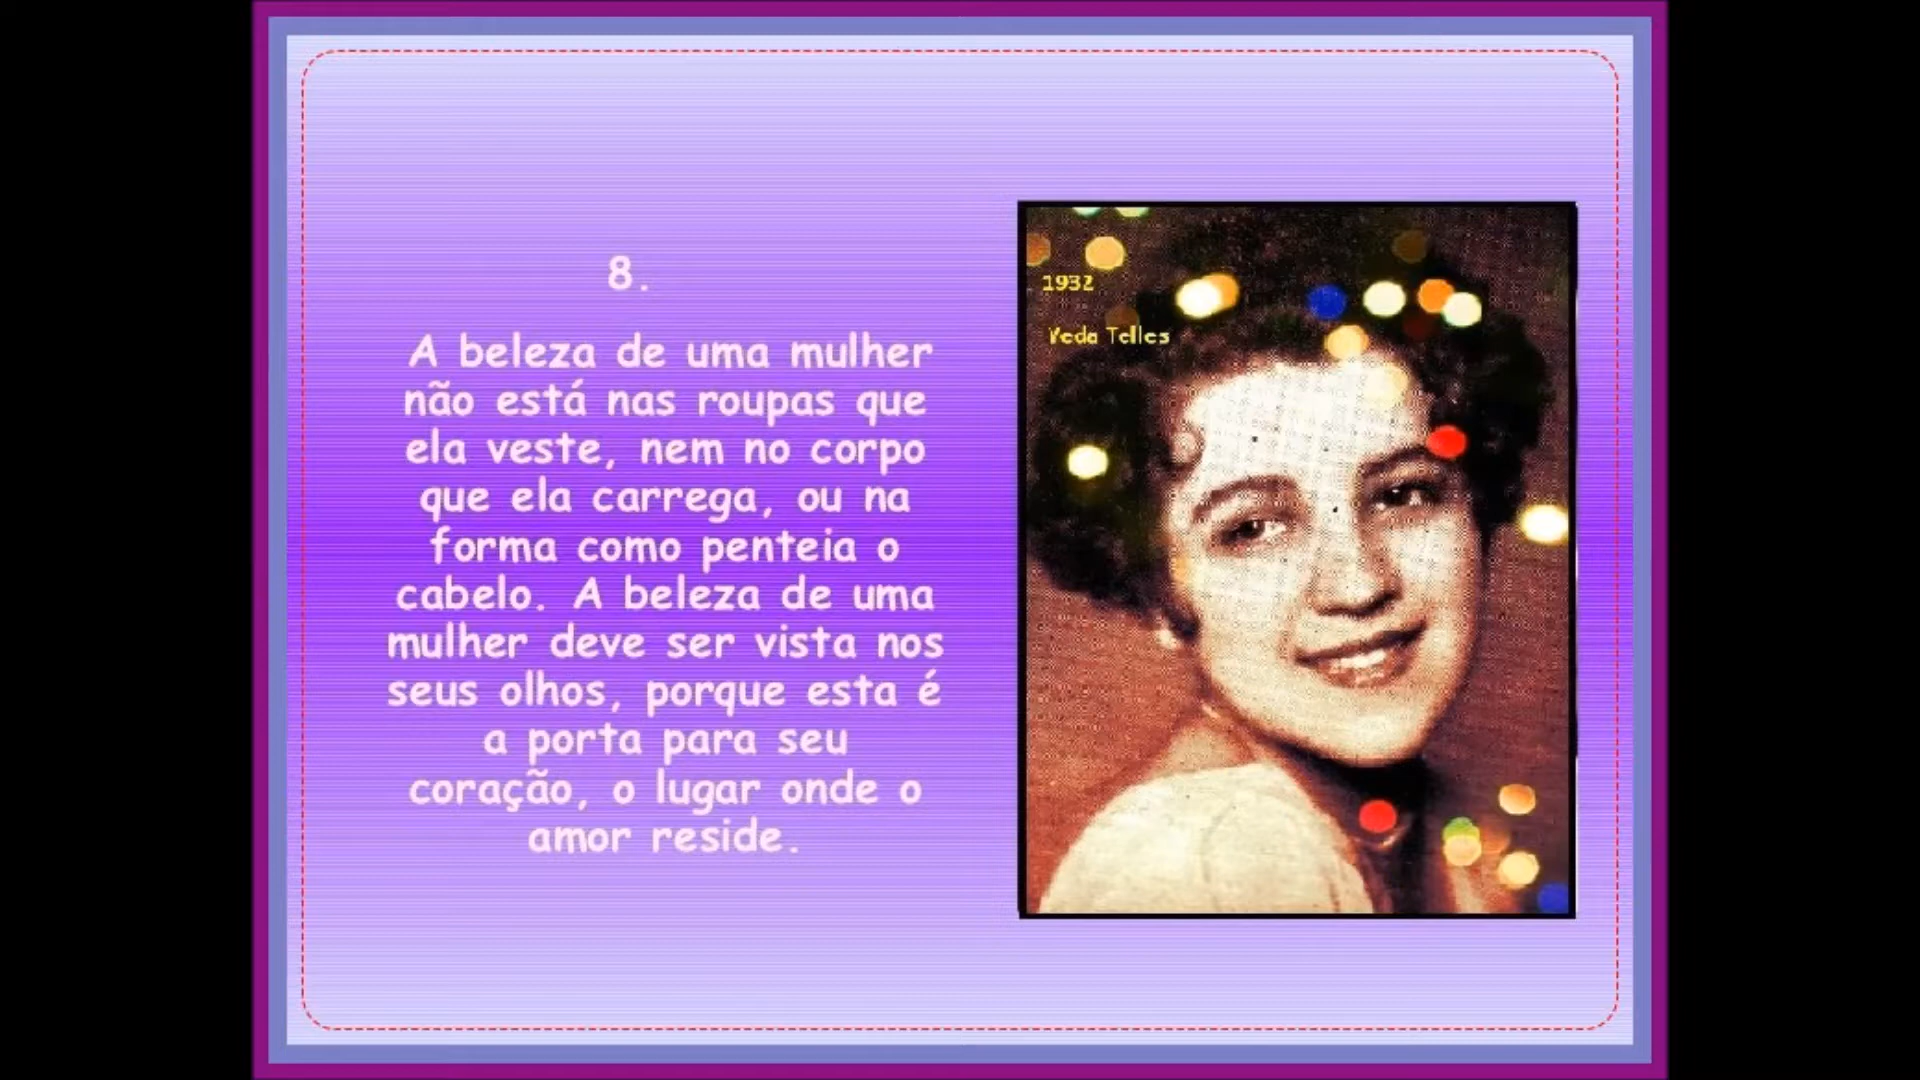 8.
A beleza de uma mulher
não está nas roupas que
ela veste, nem no corpo
que ela carrega, ou na
forma como penteia o
cabelo. A beleza de uma
mulher deve ser vista nos
seus olhos, porque esta é
a porta para seu
coração, o lugar onde o
amor reside.
1932
Yeda Telles